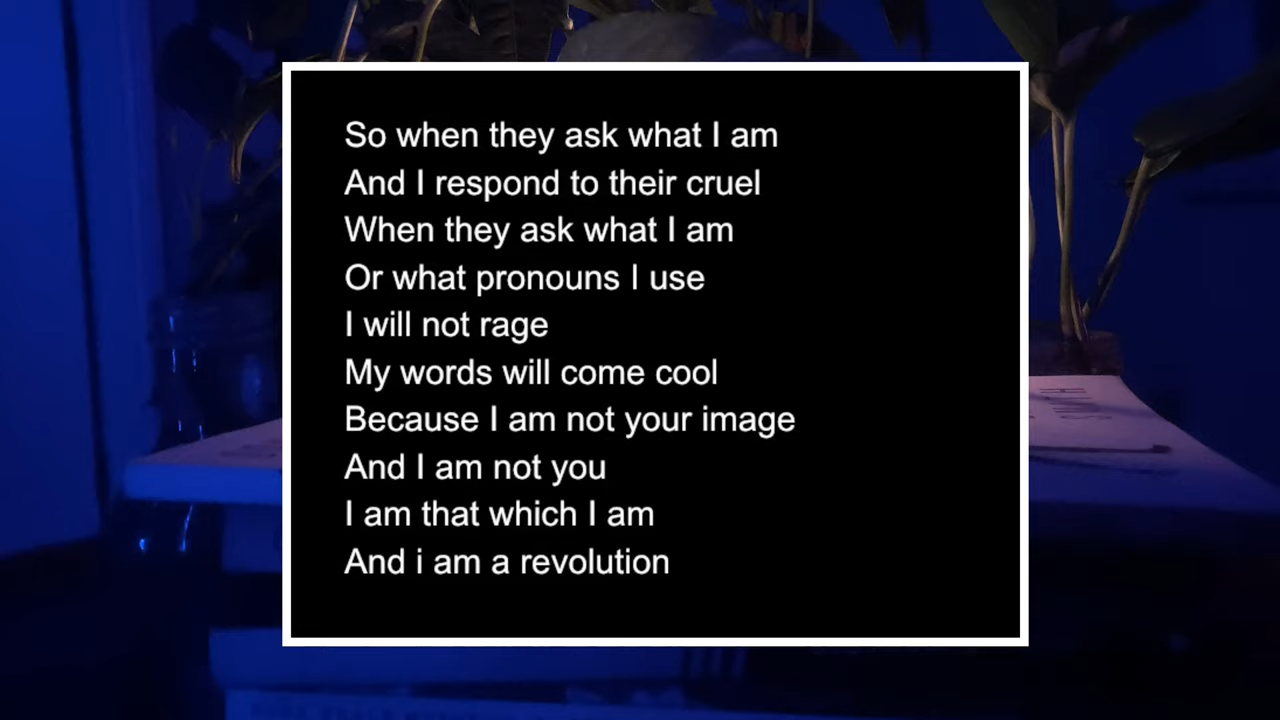 So when they ask what I am
And I respond to their cruel
When they ask what I am
Or what pronouns I use
I will not rage
My words will come cool
Because I am not your image
And I am not you
I am that which I am
And i am a revolution